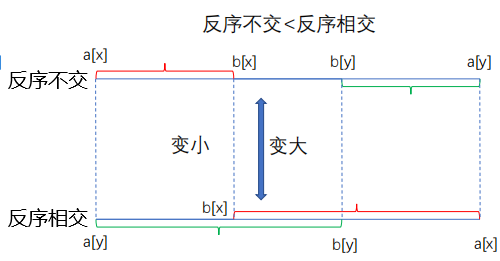 反序不交<反序相交
a[x] b[x] b[y] a[y]
反序不交
变小 变大
b[x]
反序相交
a[y] b[y] a[x]